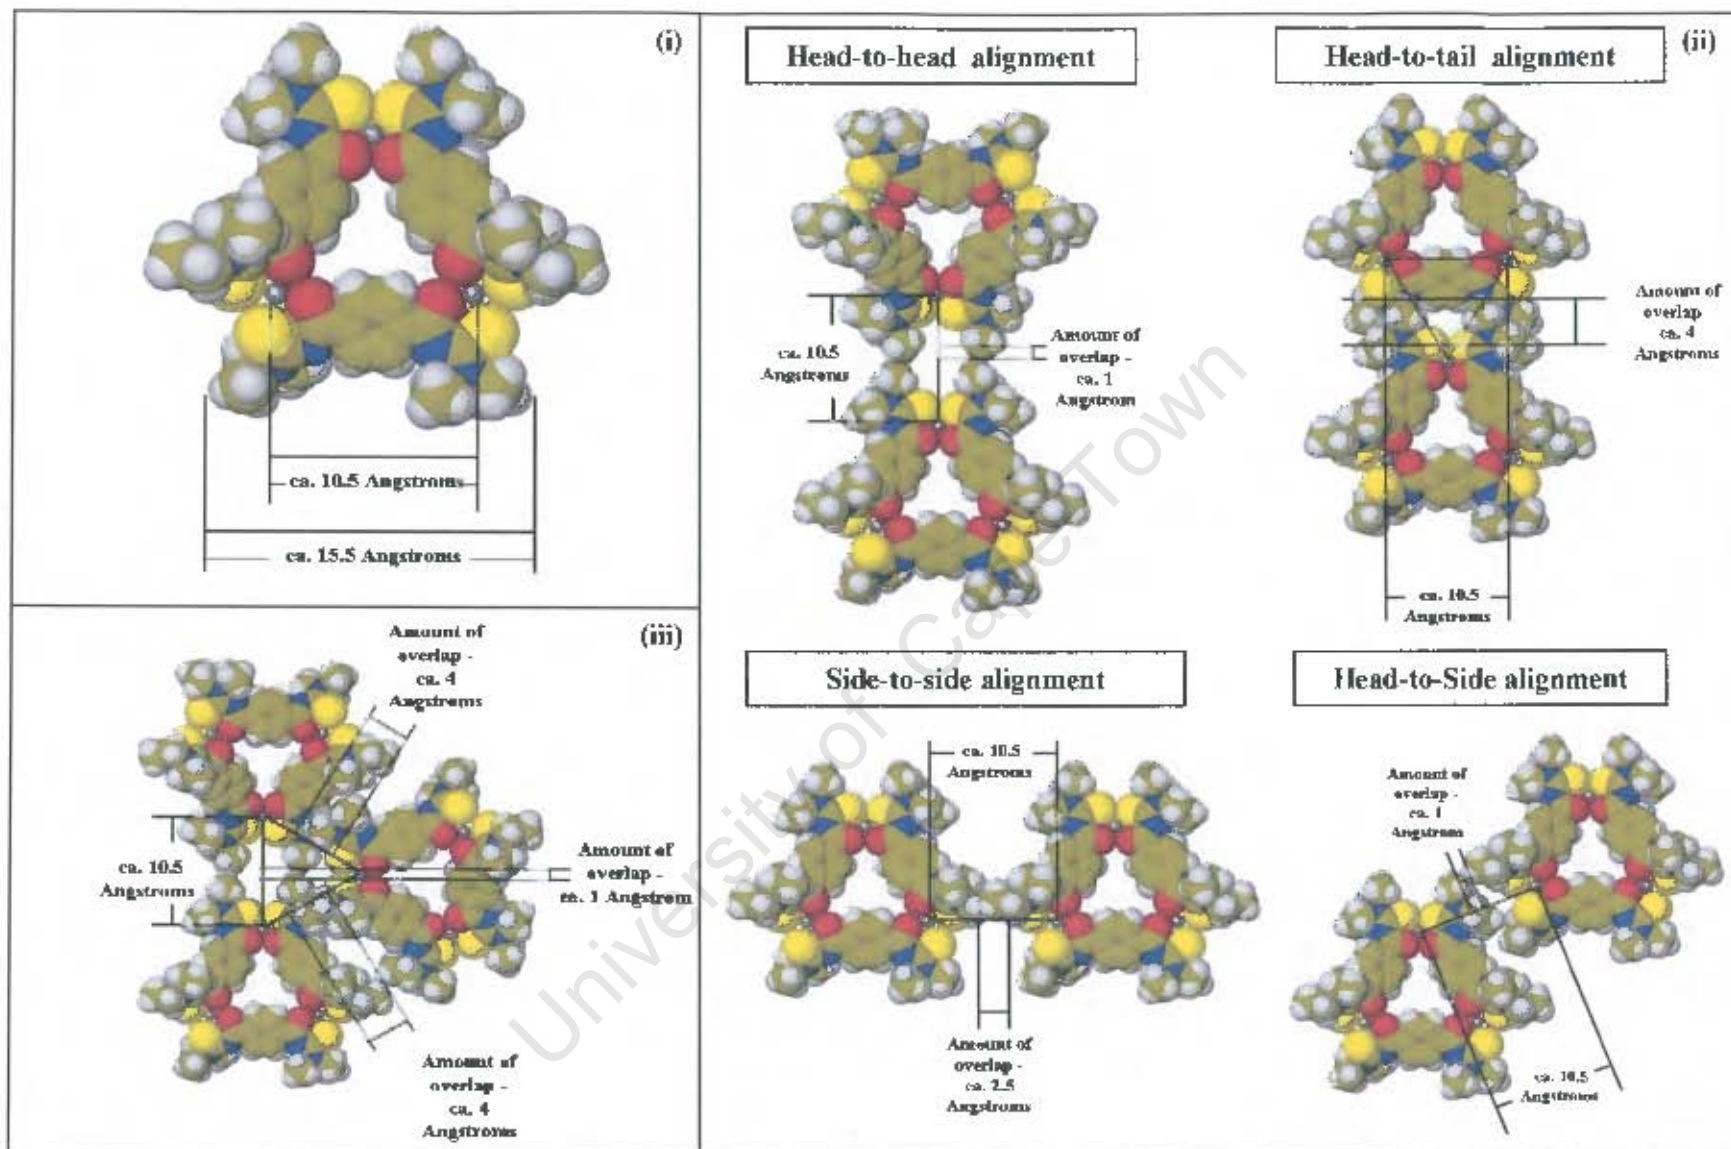 (i)
ca. 10.5 Angstroms
ca. 15.5 Angstroms
(ii)
Head-to-head alignment
ca. 10.5
Angstroms
Amount of
overlap -
ca. 1
Angstrom
Head-to-tail alignment
Amount of
overlap
ca. 4
Angstroms
ca. 10.5
Angstroms
(iii)
Amount of
overlap -
ca. 4
Angstroms
ca. 10.5
Angstroms
Amount of
overlap -
ca. 1 Angstrom
Amount of
overlap -
ca. 4
Angstroms
Side-to-side alignment
ca. 10.5
Angstroms
Amount of
overlap -
ca. 2.5
Angstroms
Head-to-Side alignment
Amount of
overlap -
ca. 1
Angstrom
ca. 10.5
Angstroms
University of Cape Town